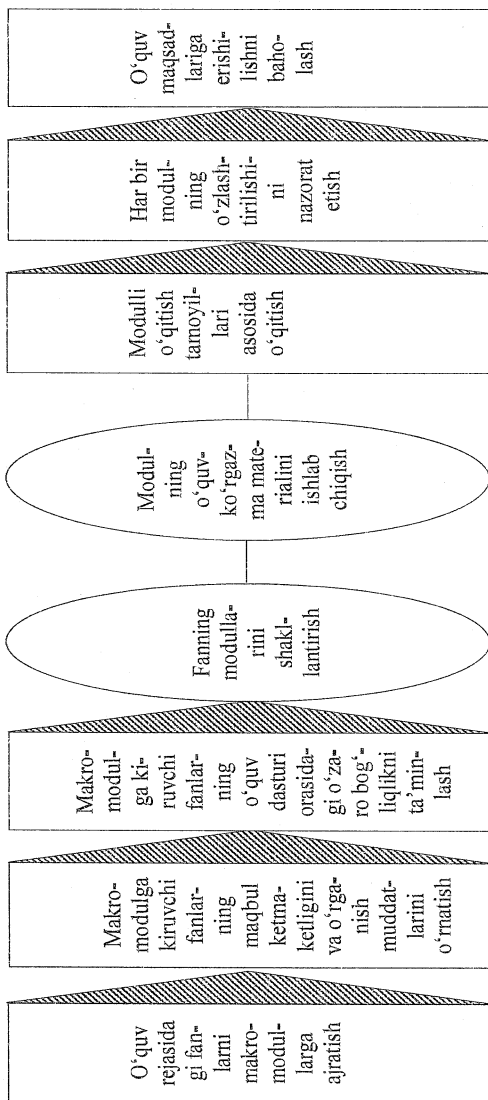 O‘quv
rejasida
gi fan-
larni
makro-
modul-
larga
ajratish
Makro-
modulga
kiruvchi
fanlar-
ning
maqbul
ketma-
ketligini
va o‘rga-
nish
muddat-
larini
o‘rnatish
Makro-
modul-
ga ki-
ruvchi
fanlar-
ning
o‘quv
dasturi
orasida-
gi o‘za-
ro bog‘-
liqlikni
ta’min-
lash
Fanning
modulla-
rini
shakl-
lantirish
Modul-
ning
o‘quv-
ko‘rgaz-
ma mate-
rialini
ishlab
chiqish
Modulli
o‘qitish
tamoyil-
lari
asosida
o‘qitish
Har bir
modul-
ning
o‘zlash-
tirilishi-
ni
nazorat
etish
O‘quv
maqsad-
lariga
erishi-
lishni
baho-
lash